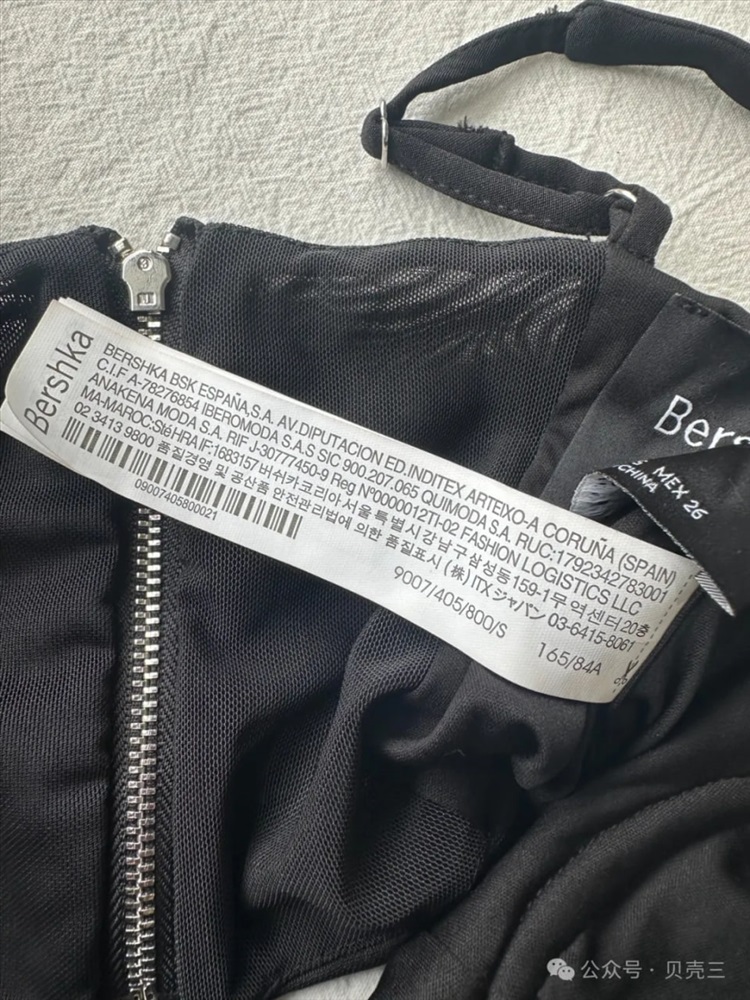 Bershka
BERSHKA BSK ESPAÑA,S.A. AV.DIPUTACION ED.INDITEX ARTEIXO-A CORUÑA (SPAIN)
C.I.F A-78276854 IBEROMODA S.A.S SIC 900.207.065 QUIMODA S.A. RUC:1792342783001
ANAKENA MODA S.A. RIF J-30777450-9 Reg Nº0000012TI-02 FASHION LOGISTICS LLC
MA-MAROC:Slé HRA IF:1683157 버쉬카코리아 서울특별시강남구삼성동159-1무역센터20층
02 3413 9800 품질경영 및 공산품 안전관리법에 의한 품질표시 (株) ITX ジャパン 03-6415-8061
09007405800021
9007/405/800/S
165/84A
MEX 26
CHINA
3
公众号·贝壳三